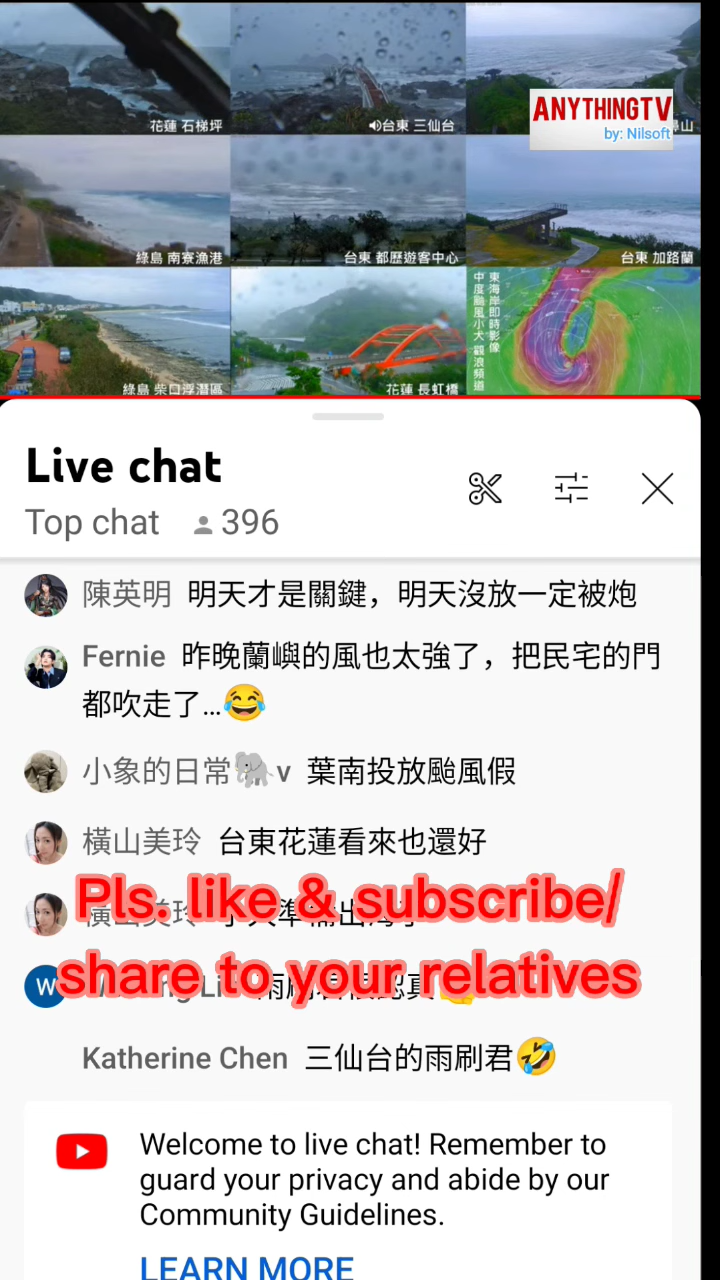 花蓮 石梯坪
台東 三仙台
ANYTHINGTV
by: Nilsoft
鼻山
綠島 南寮漁港
台東 都歷遊客中心
台東 加路蘭
綠島 柴口浮潛區
花蓮 長虹橋
東海岸即時影像
中度颱風小犬 觀浪頻道
Live chat
Top chat 396
陳英明 明天才是關鍵，明天沒放一定被炮
Fernie 昨晚蘭嶼的風也太強了，把民宅的門
都吹走了...😂
小象的日常🐘v 葉南投放颱風假
橫山美玲 台東花蓮看來也還好
Pls. like & subscribe/
橫山美玲
share to your relatives
W
Katherine Chen 三仙台的雨刷君🤣
Welcome to live chat! Remember to
guard your privacy and abide by our
Community Guidelines.
LEARN MORE